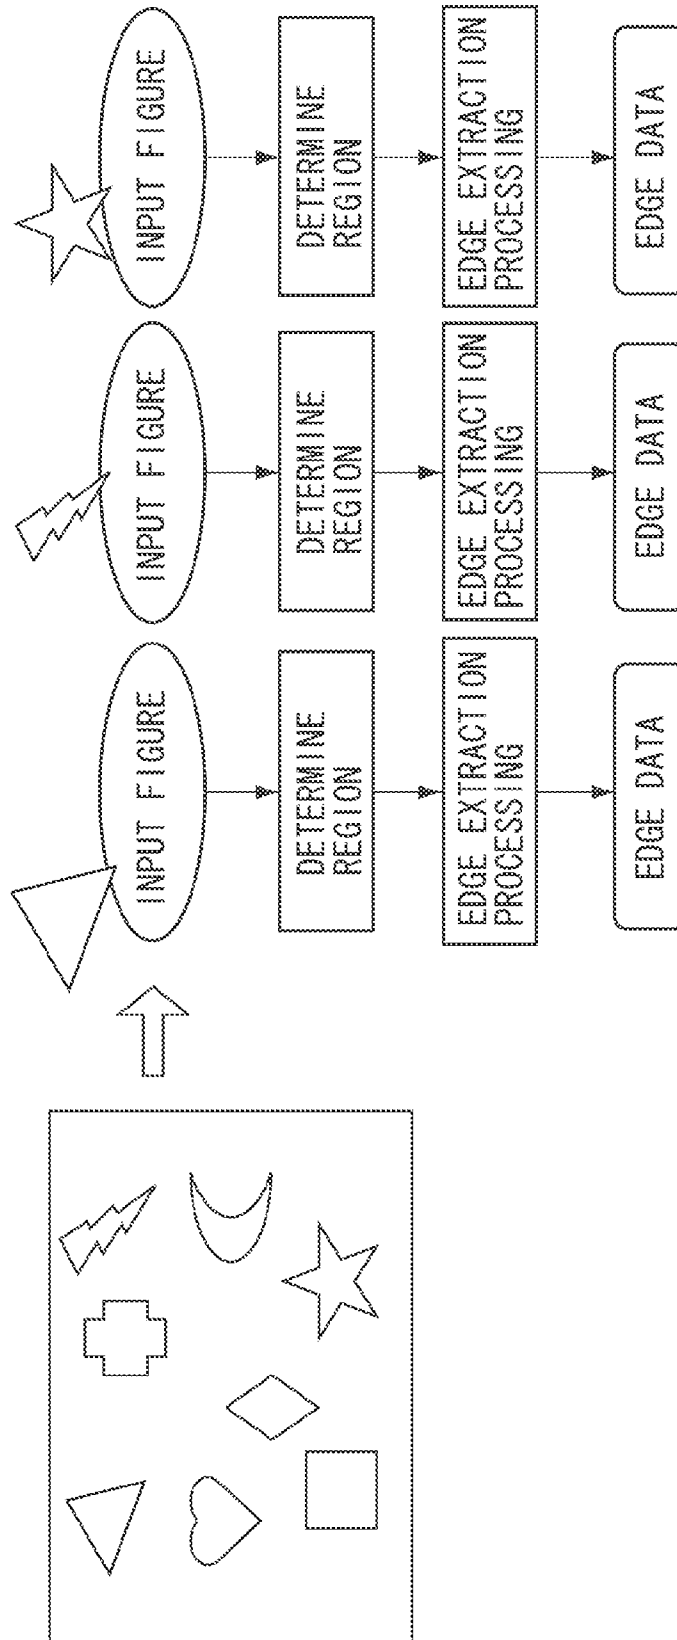 INPUT FIGURE
DETERMINE
REGION
EDGE EXTRACTION
PROCESSING
EDGE DATA
INPUT FIGURE
DETERMINE
REGION
EDGE EXTRACTION
PROCESSING
EDGE DATA
INPUT FIGURE
DETERMINE
REGION
EDGE EXTRACTION
PROCESSING
EDGE DATA